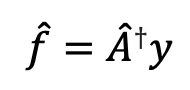 f̂ = Â†y